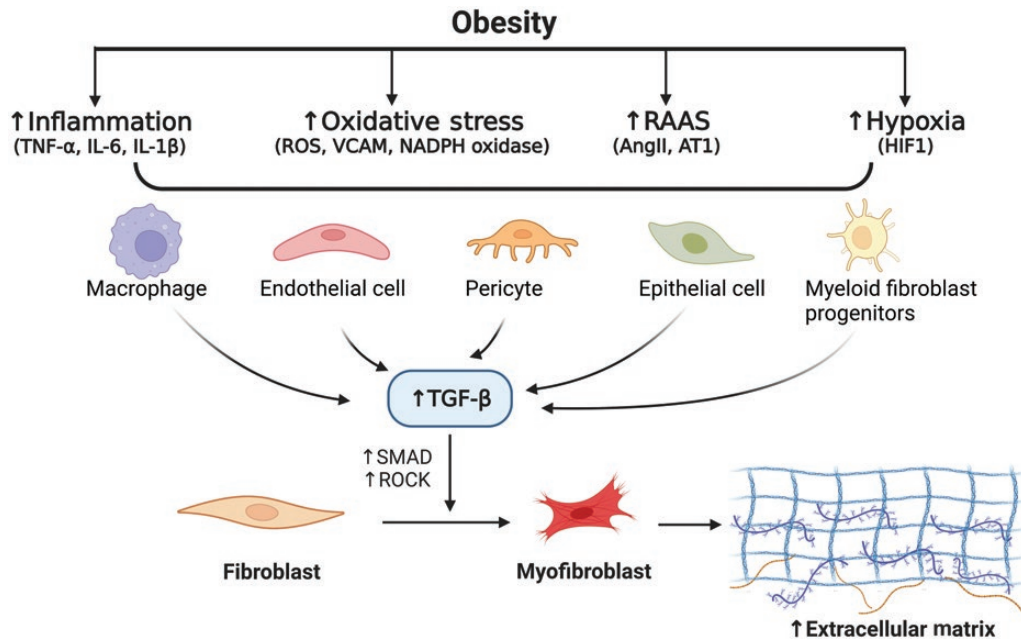 Obesity
↑Inflammation
(TNF-α, IL-6, IL-1β)
↑Oxidative stress
(ROS, VCAM, NADPH oxidase)
↑RAAS
(AngII, AT1)
↑Hypoxia
(HIF1)
Macrophage
Endothelial cell
Pericyte
Epithelial cell
Myeloid fibroblast
progenitors
↑TGF-β
↑SMAD
↑ROCK
Fibroblast
Myofibroblast
↑Extracellular matrix